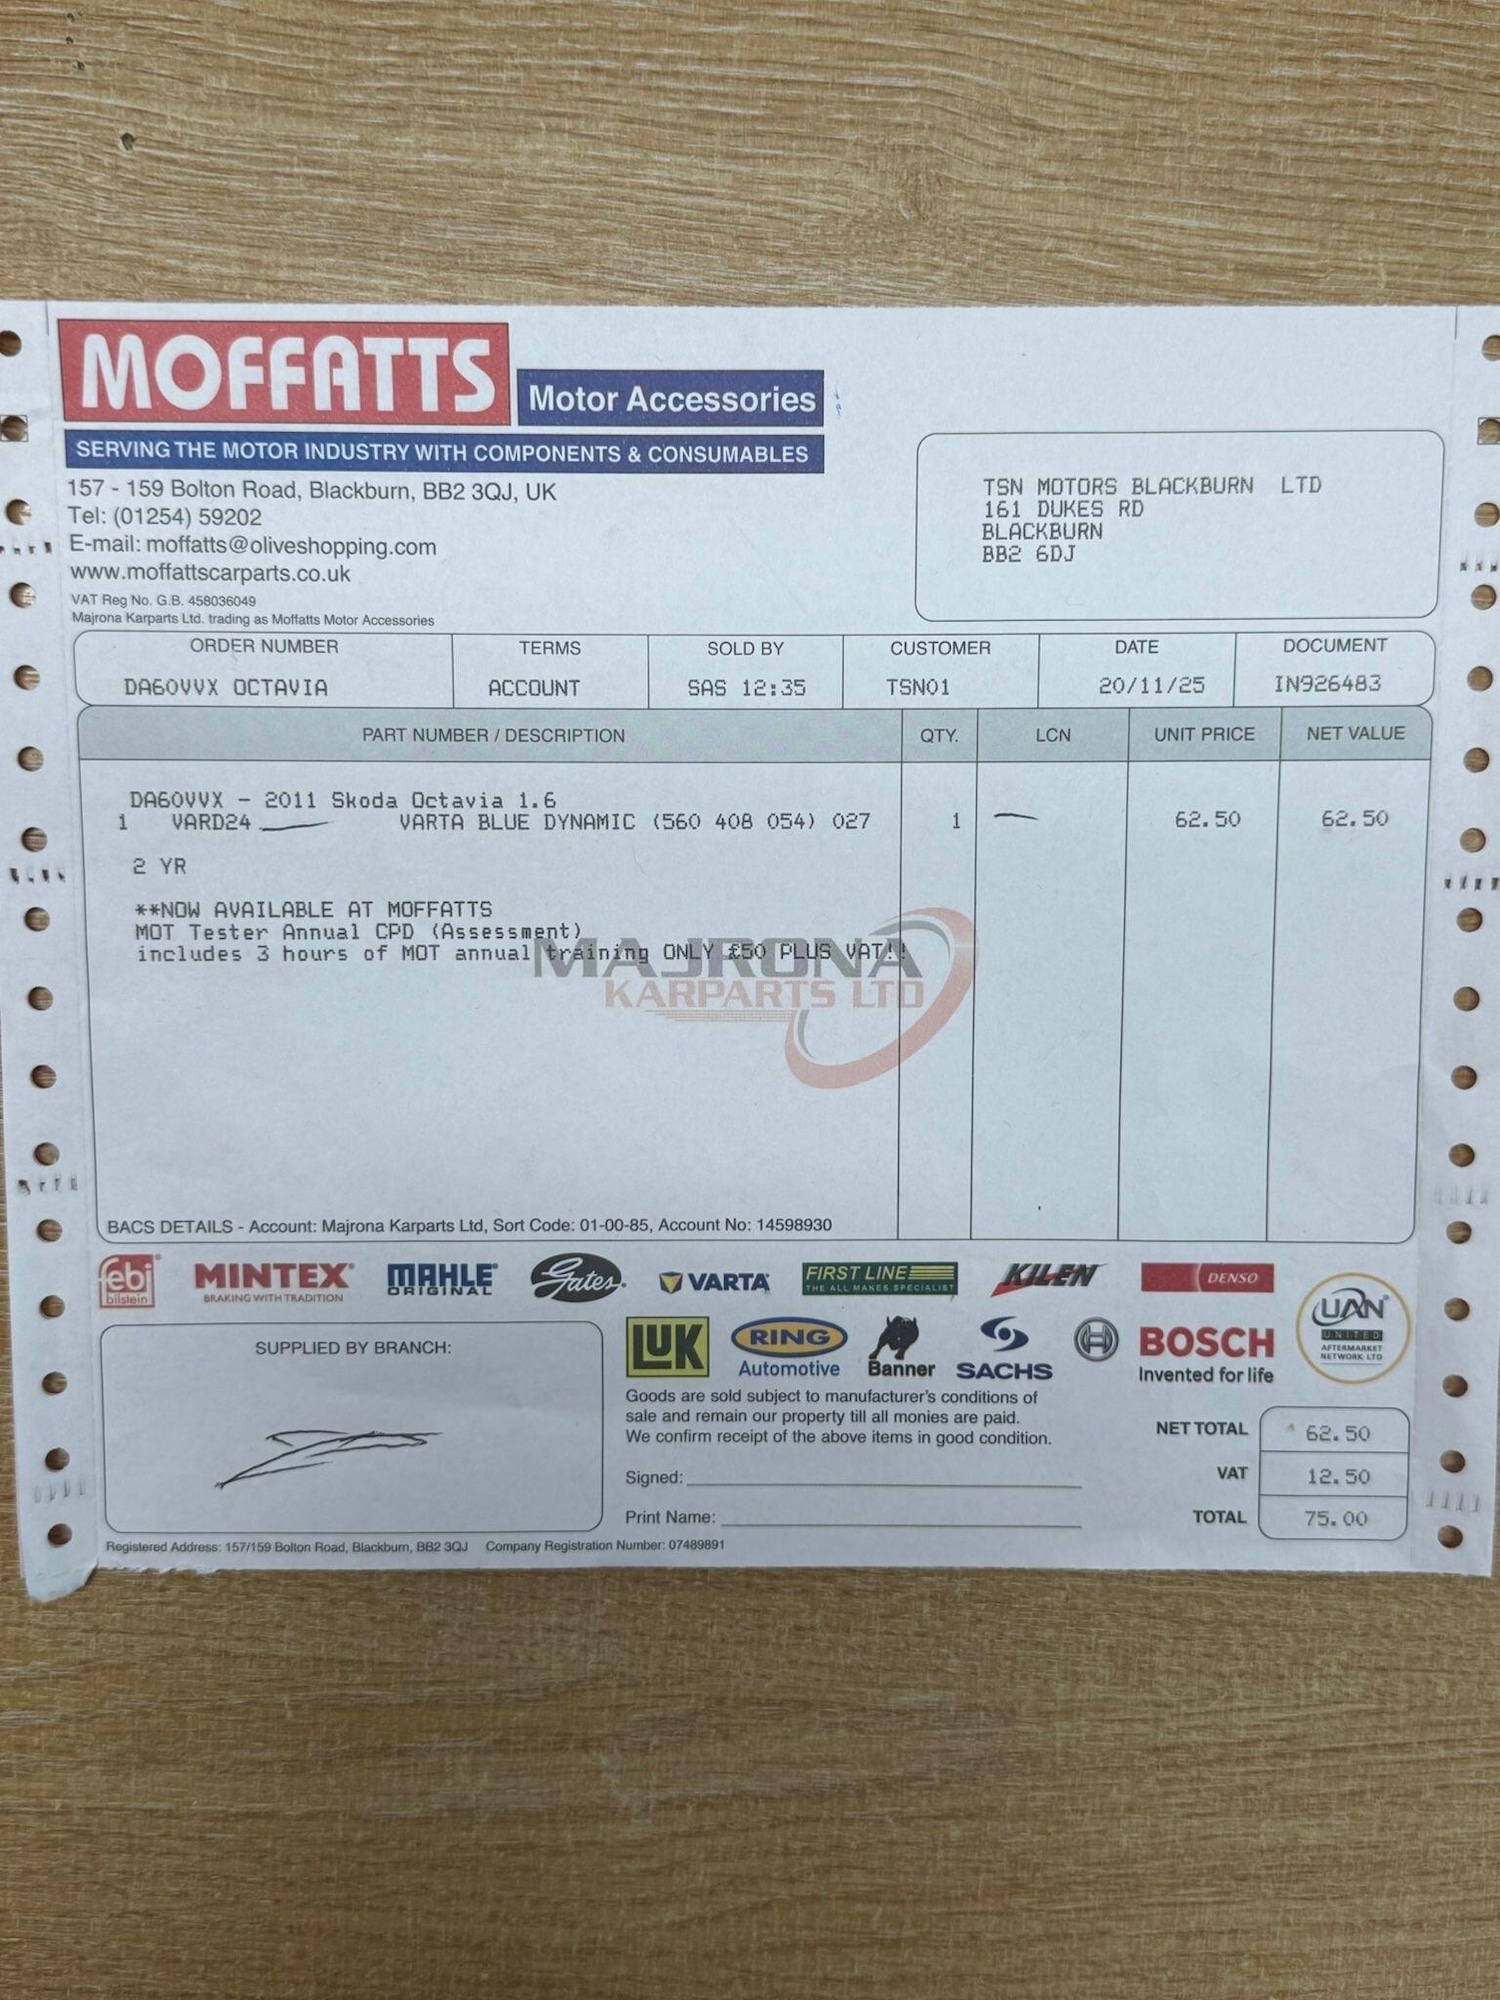 MOFFATTS
Motor Accessories
SERVING THE MOTOR INDUSTRY WITH COMPONENTS & CONSUMABLES
157 - 159 Bolton Road, Blackburn, BB2 3QJ, UK
Tel: (01254) 59202
E-mail: moffatts@oliveshopping.com
www.moffattscarparts.co.uk
VAT Reg No. G.B. 458036049
Majrona Karparts Ltd. trading as Moffatts Motor Accessories
TSN MOTORS BLACKBURN LTD
161 DUKES RD
BLACKBURN
BB2 6DJ
ORDER NUMBER TERMS SOLD BY CUSTOMER DATE DOCUMENT
DA60VVX OCTAVIA ACCOUNT SAS 12:35 TSN01 20/11/25 IN926483
PART NUMBER / DESCRIPTION QTY. LCN UNIT PRICE NET VALUE
DA60VVX - 2011 Skoda Octavia 1.6
1 VARD24 VARTA BLUE DYNAMIC (560 408 054) 027 1 62.50 62.50
2 YR
**NOW AVAILABLE AT MOFFATTS
MOT Tester Annual CPD (Assessment)
includes 3 hours of MOT annual training ONLY £50 PLUS VAT!!
MAJRONA
KARPARTS LTD
BACS DETAILS - Account: Majrona Karparts Ltd, Sort Code: 01-00-85, Account No: 14598930
febi
bilstein
MINTEX
BRAKING WITH TRADITION
MAHLE
ORIGINAL
Gates
VARTA
FIRST LINE
THE ALL MAKES SPECIALIST
KILEN
DENSO
LUK
RING
Automotive
Banner
SACHS
BOSCH
Invented for life
UAN
UNITED
AFTERMARKET
NETWORK LTD
SUPPLIED BY BRANCH:
Goods are sold subject to manufacturer's conditions of
sale and remain our property till all monies are paid.
We confirm receipt of the above items in good condition.
Signed:
Print Name:
NET TOTAL 62.50
VAT 12.50
TOTAL 75.00
Registered Address: 157/159 Bolton Road, Blackburn, BB2 3QJ Company Registration Number: 07489891